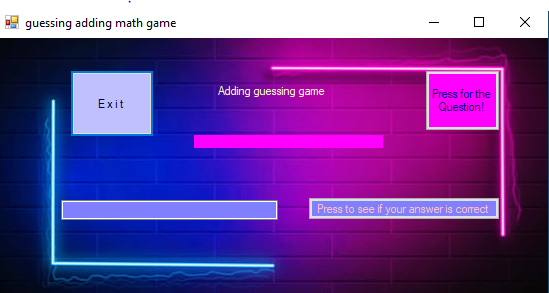 guessing adding math game
Exit
Adding guessing game
Press for the
Question!
Press to see if your answer is correct